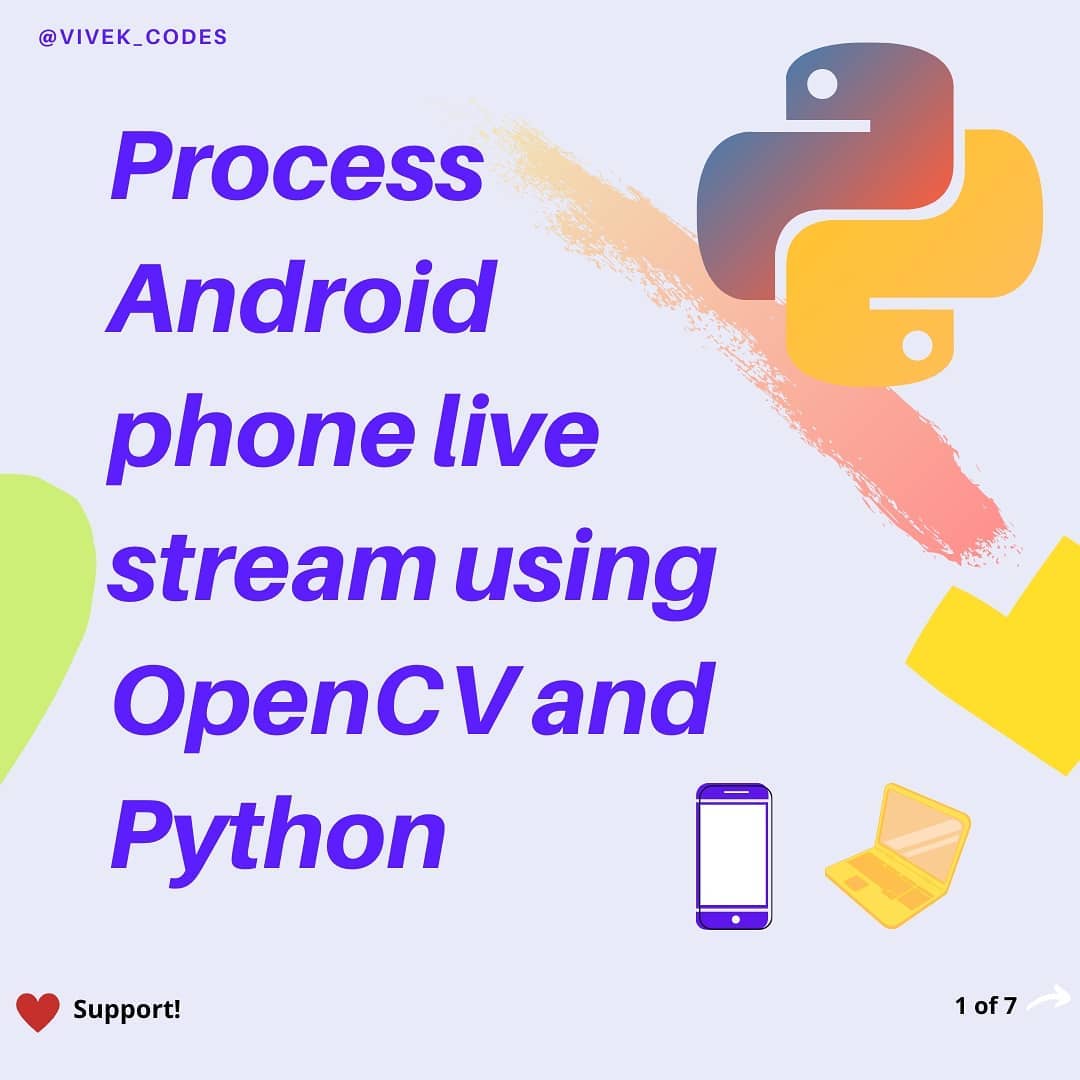 @VIVEK_CODES
Process
Android
phone live
stream using
OpenCV and
Python
Support!
1 of 7